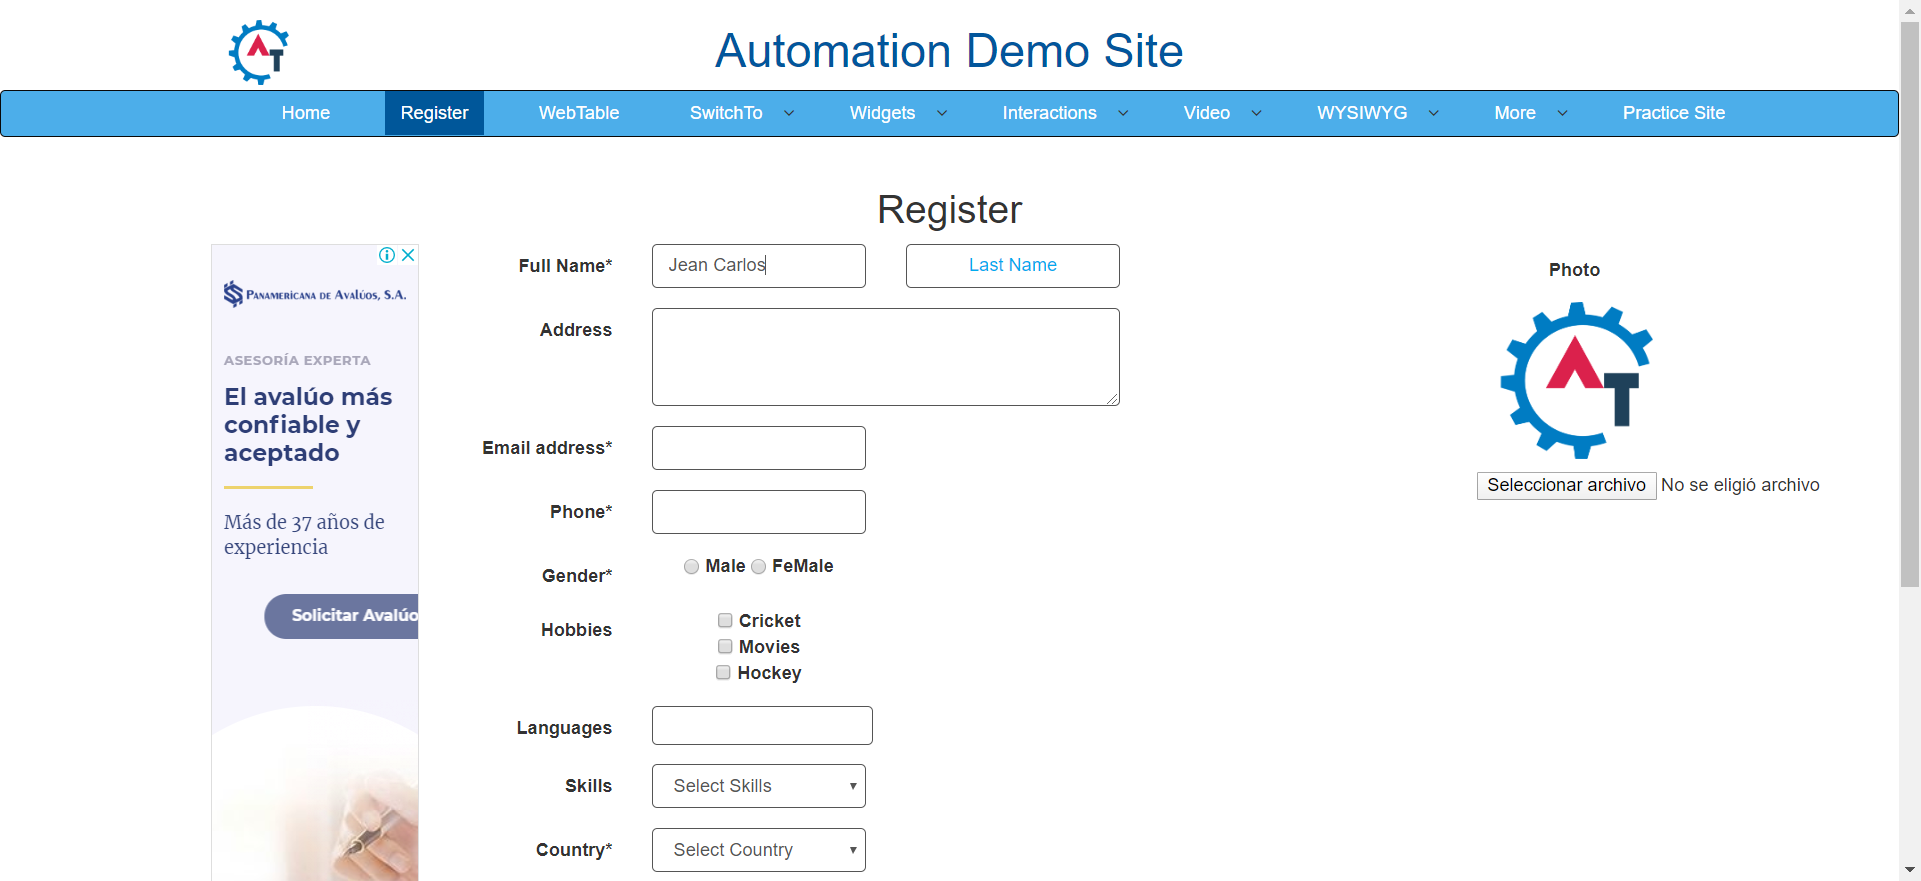 Automation Demo Site
Home Register WebTable SwitchTo Widgets Interactions Video WYSIWYG More Practice Site
Register
PANAMERICANA DE AVALÚOS, S.A.
ASESORÍA EXPERTA
El avalúo más
confiable y
aceptado
Más de 37 años de
experiencia
Solicitar Avalúo
Full Name* Jean Carlos Last Name
Address
Email address*
Phone*
Gender* Male FeMale
Hobbies Cricket
Movies
Hockey
Languages
Skills Select Skills
Country* Select Country
Photo
AT
Seleccionar archivo No se eligió archivo